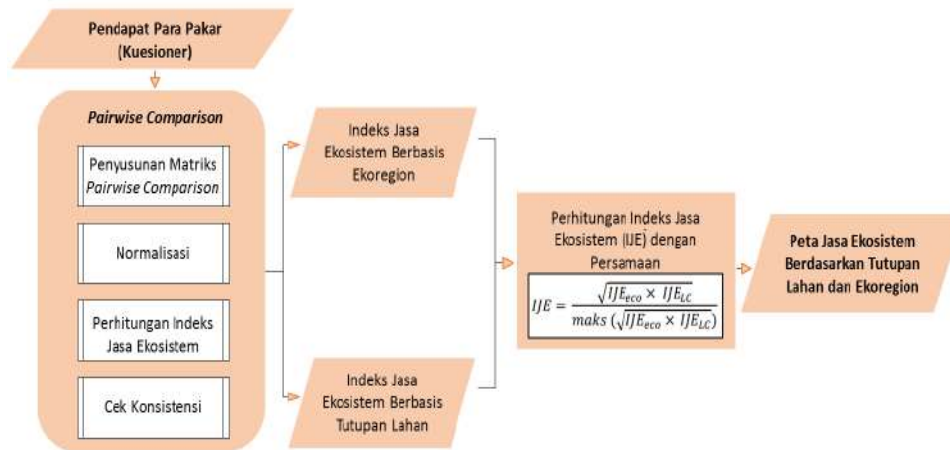 Pendapat Para Pakar
(Kuesioner)
Pairwise Comparison
Penyusunan Matriks
Pairwise Comparison
Normalisasi
Perhitungan Indeks
Jasa Ekosistem
Cek Konsistensi
Indeks Jasa
Ekosistem Berbasis
Ekoregion
Indeks Jasa
Ekosistem Berbasis
Tutupan Lahan
Perhitungan Indeks Jasa
Ekosistem (IJE) dengan
Persamaan
IJE = √(IJE_eco × IJE_LC) / maks (√(IJE_eco × IJE_LC))
Peta Jasa Ekosistem
Berdasarkan Tutupan
Lahan dan Ekoregion